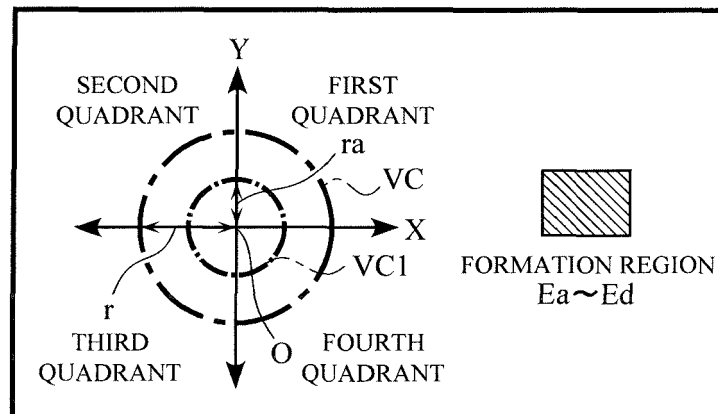 Y
SECOND
QUADRANT
FIRST
QUADRANT
ra
VC
X
VC1
r
O
THIRD
QUADRANT
FOURTH
QUADRANT
FORMATION REGION
Ea～Ed